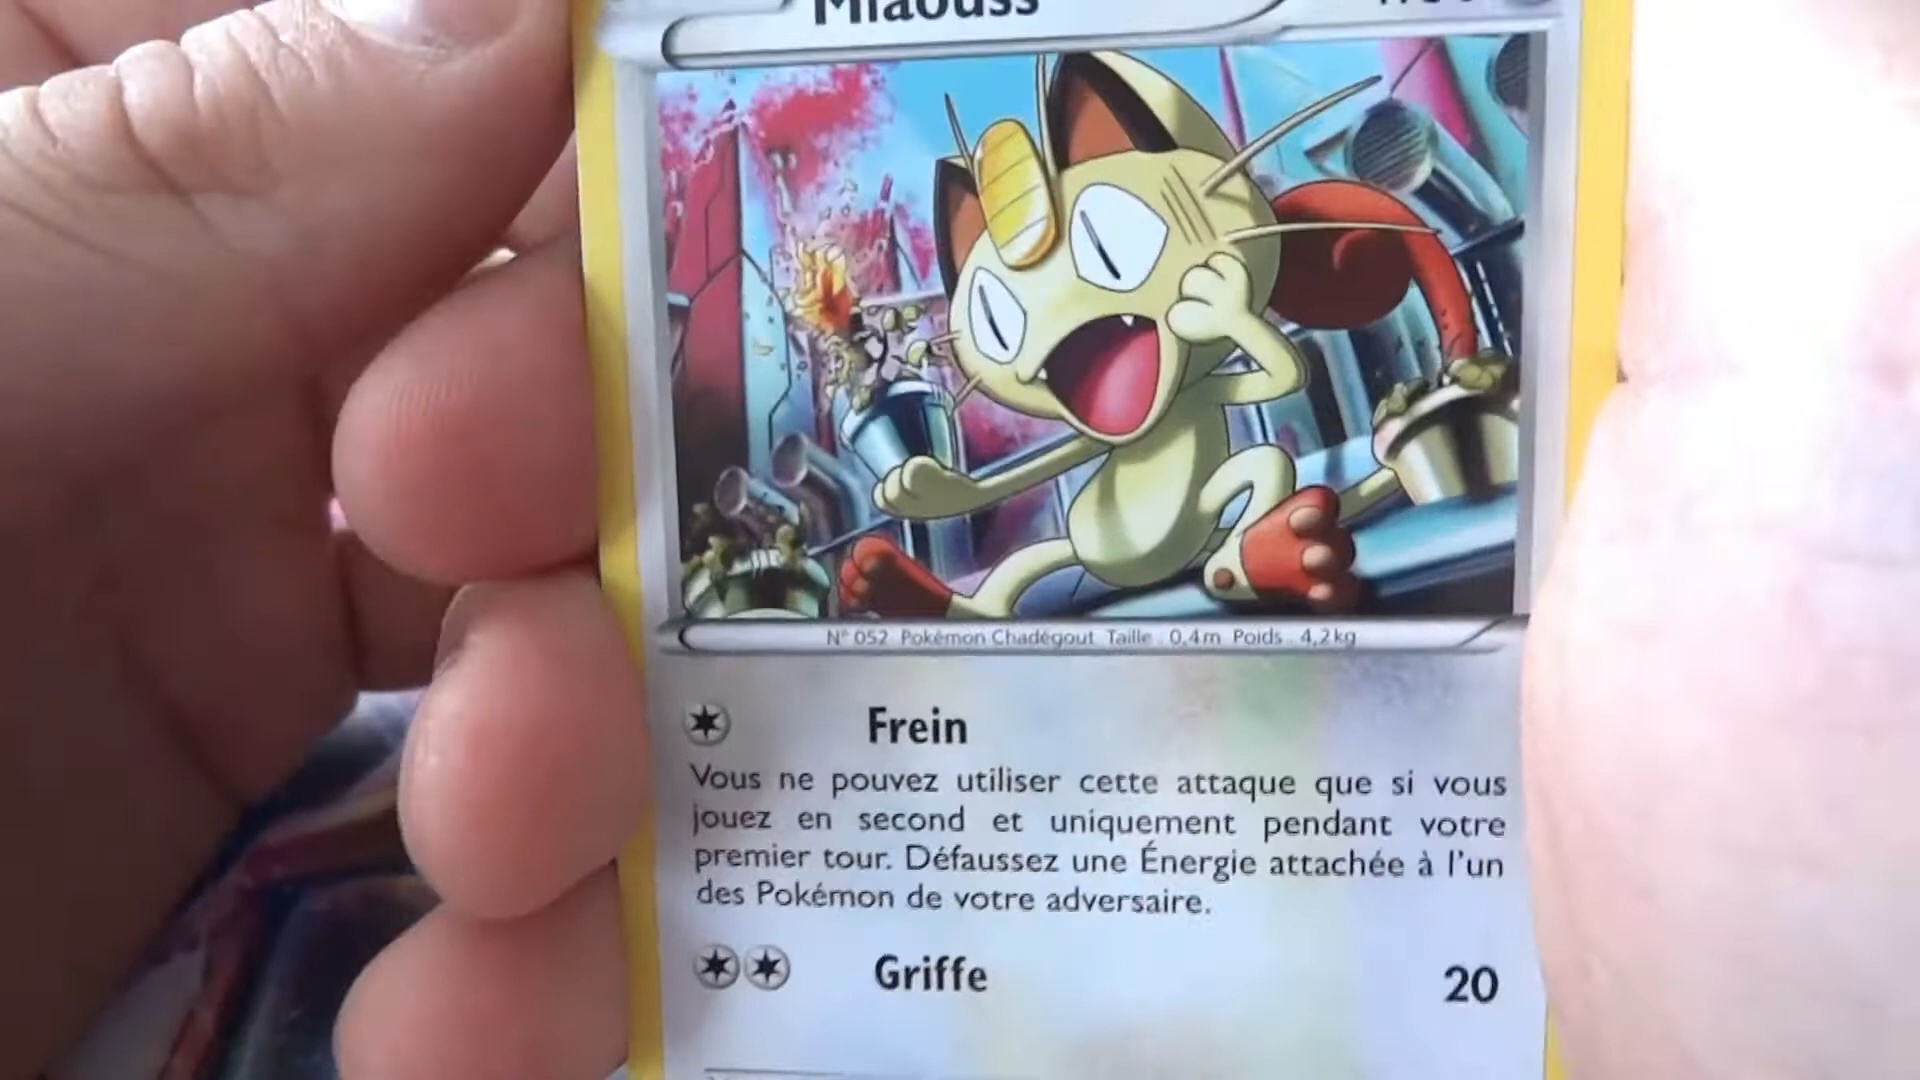 Miaouss
N° 052 Pokémon Chadégout Taille : 0,4m Poids : 4,2kg
Frein
Vous ne pouvez utiliser cette attaque que si vous
jouez en second et uniquement pendant votre
premier tour. Défaussez une Énergie attachée à l'un
des Pokémon de votre adversaire.
Griffe 20